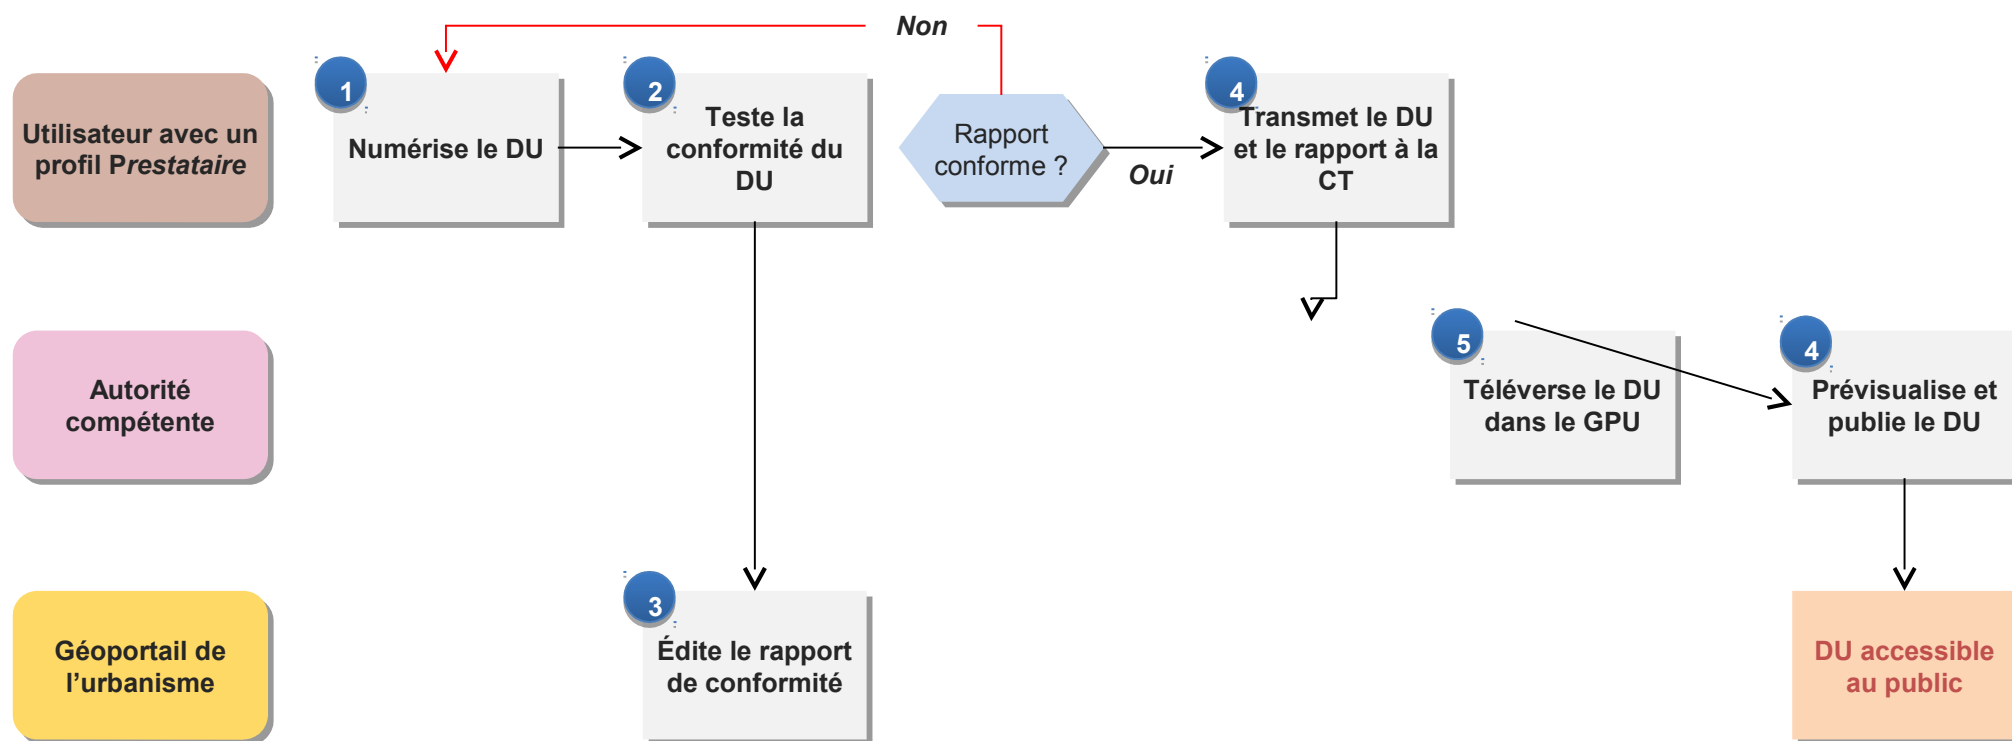 Non
1
2
4
Utilisateur avec un
profil Prestataire
Numérise le DU
Teste la
conformité du
DU
Rapport
conforme ?
Oui
Transmet le DU
et le rapport à la
CT
5
4
Autorité
compétente
Téléverse le DU
dans le GPU
Prévisualise et
publie le DU
3
Géoportail de
l’urbanisme
Édite le rapport
de conformité
DU accessible
au public